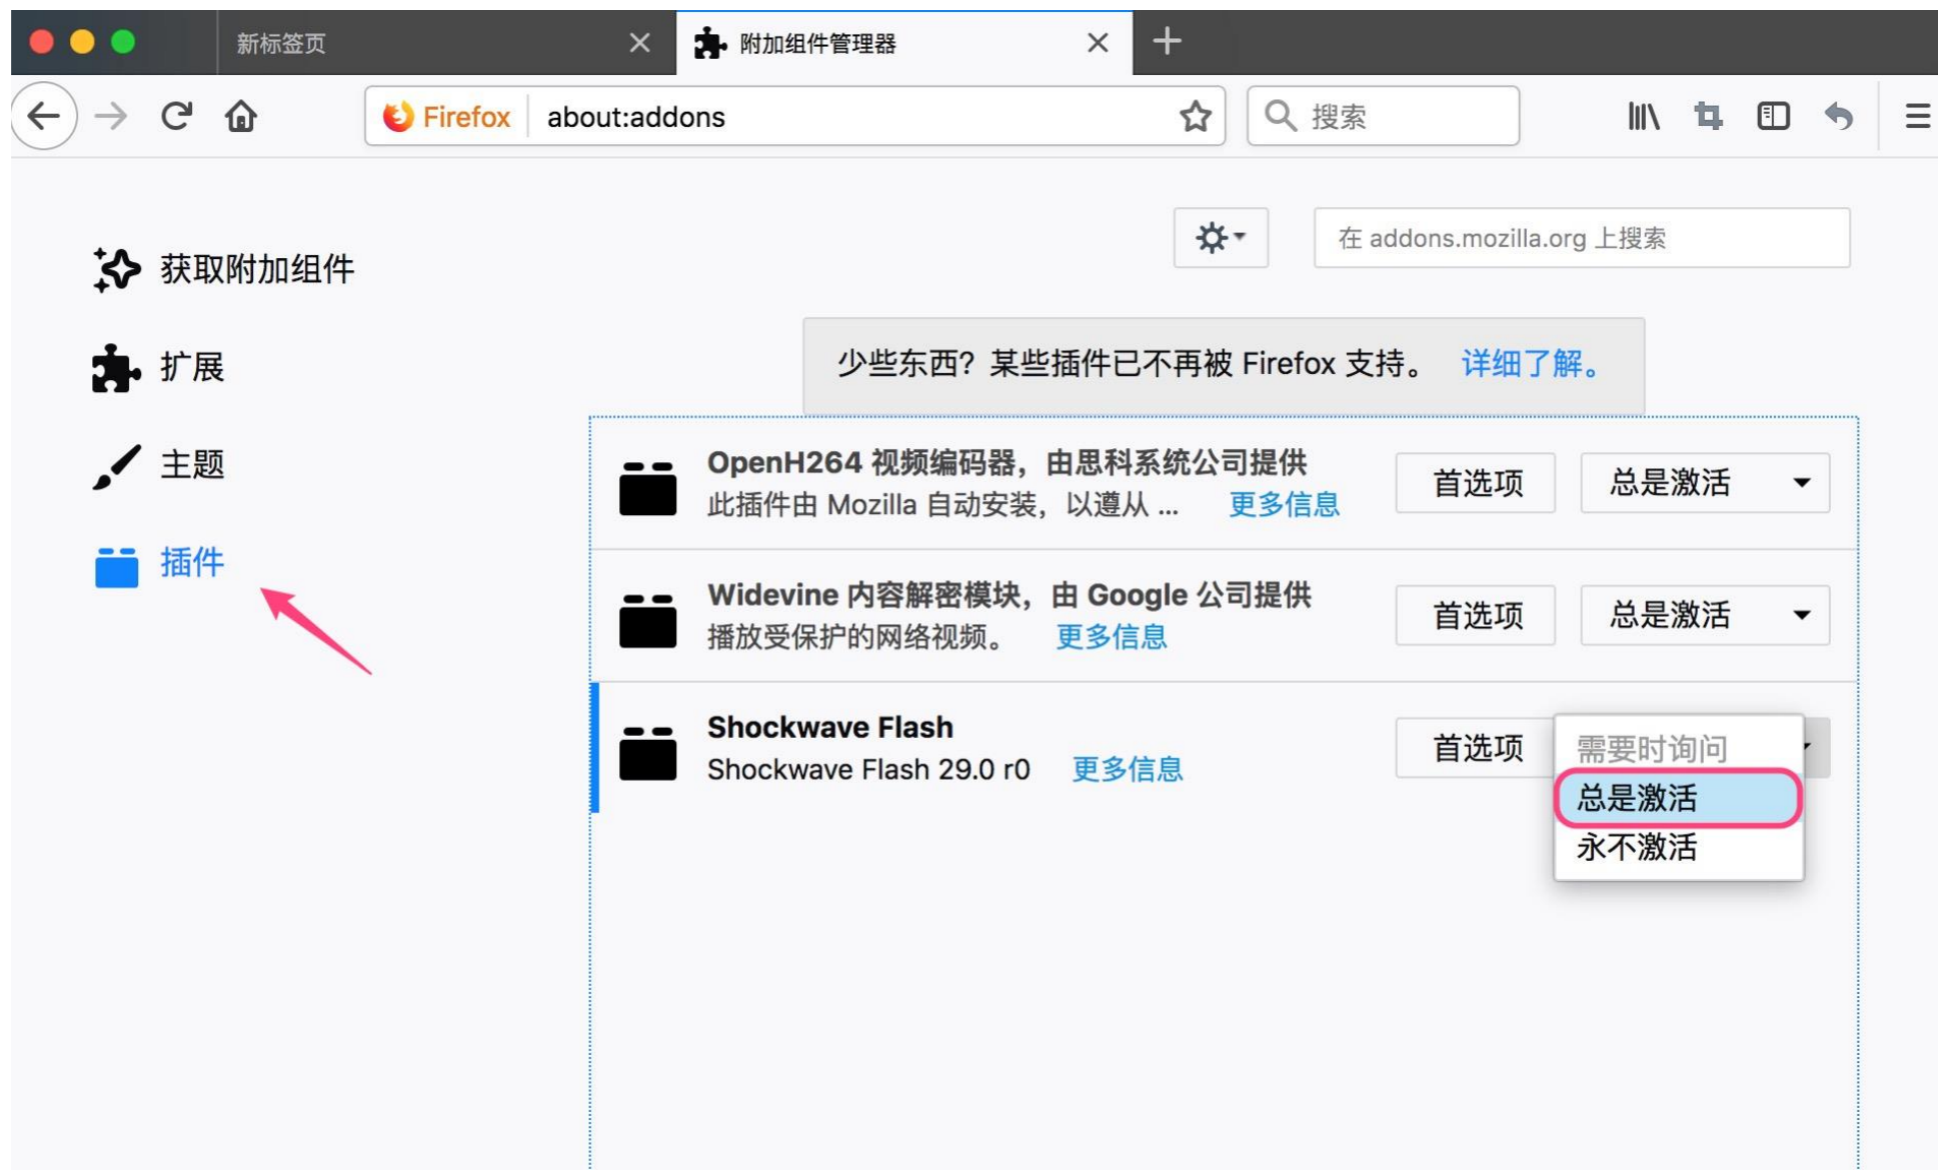 新标签页
附加组件管理器
Firefox about:addons
搜索
在 addons.mozilla.org 上搜索
获取附加组件
扩展
主题
插件
少些东西？某些插件已不再被 Firefox 支持。 详细了解。
OpenH264 视频编码器，由思科系统公司提供
此插件由 Mozilla 自动安装，以遵从 ... 更多信息
首选项
总是激活
Widevine 内容解密模块，由 Google 公司提供
播放受保护的网络视频。 更多信息
首选项
总是激活
Shockwave Flash
Shockwave Flash 29.0 r0 更多信息
首选项
需要时询问
总是激活
永不激活